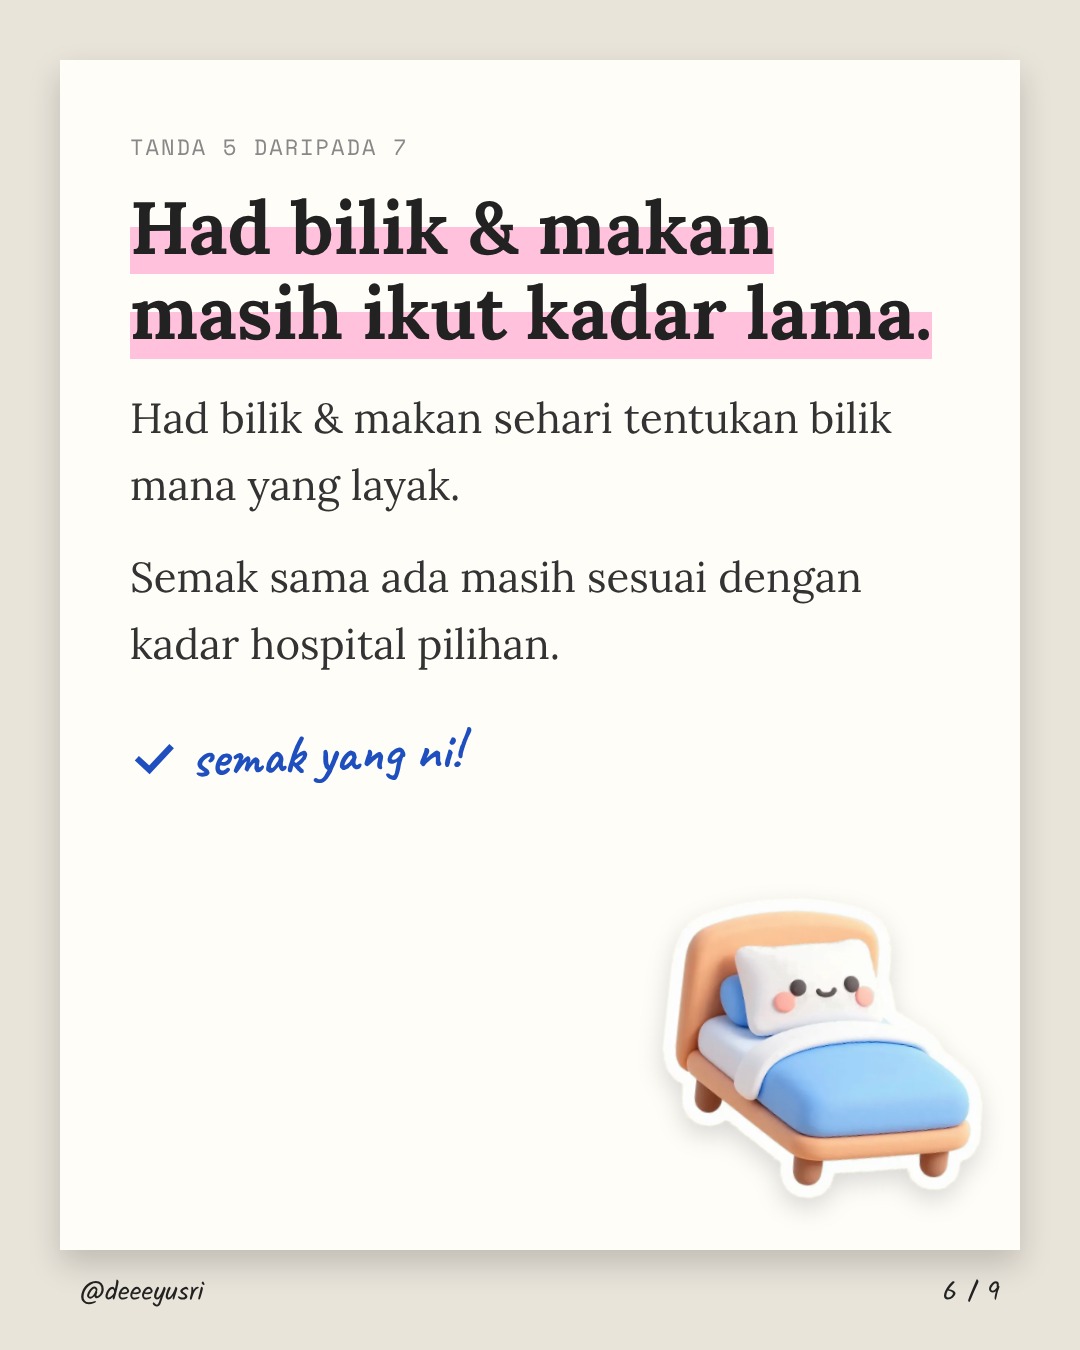 TANDA 5 DARIPADA 7
Had bilik & makan
masih ikut kadar lama.
Had bilik & makan sehari tentukan bilik
mana yang layak.
Semak sama ada masih sesuai dengan
kadar hospital pilihan.
✓ semak yang ni!
@deeeyusri
6 / 9